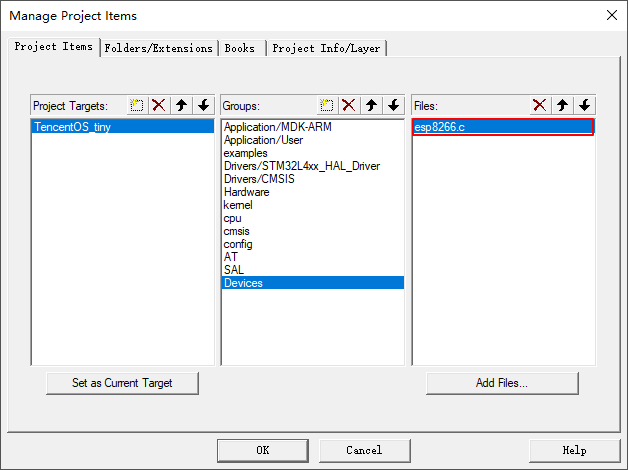 Manage Project Items
Project Items
Folders/Extensions
Books
Project Info/Layer
Project Targets:
Groups:
Files:
TencentOS_tiny
Application/MDK-ARM
Application/User
examples
Drivers/STM32L4xx_HAL_Driver
Drivers/CMSIS
Hardware
kernel
cpu
cmsis
config
AT
SAL
Devices
esp8266.c
Set as Current Target
Add Files...
OK
Cancel
Help